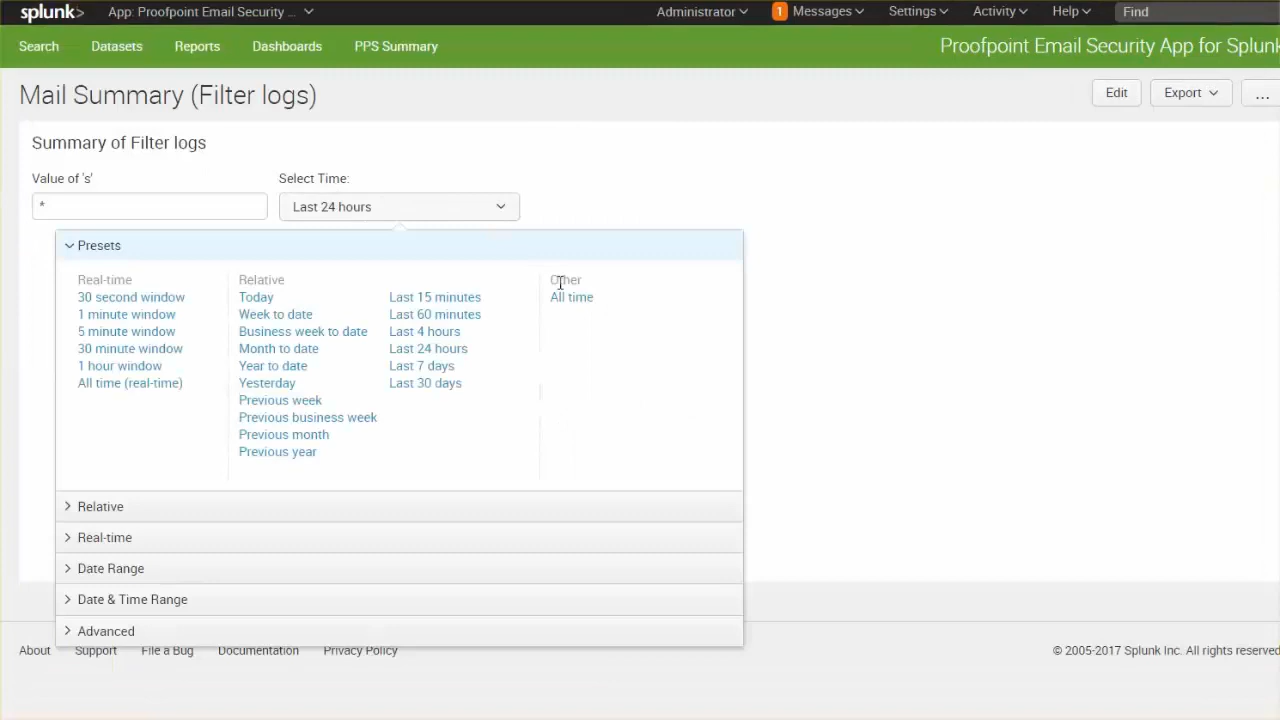 splunk> App: Proofpoint Email Security ... Administrator 1 Messages Settings Activity Help Find
Search Datasets Reports Dashboards PPS Summary Proofpoint Email Security App for Splunk
Mail Summary (Filter logs) Edit Export ...
Summary of Filter logs
Value of 's' Select Time:
* Last 24 hours
Presets
Real-time Relative Other
30 second window Today Last 15 minutes All time
1 minute window Week to date Last 60 minutes
5 minute window Business week to date Last 4 hours
30 minute window Month to date Last 24 hours
1 hour window Year to date Last 7 days
All time (real-time) Yesterday Last 30 days
Previous week
Previous business week
Previous month
Previous year
Relative
Real-time
Date Range
Date & Time Range
Advanced
About Support File a Bug Documentation Privacy Policy © 2005-2017 Splunk Inc. All rights reserved